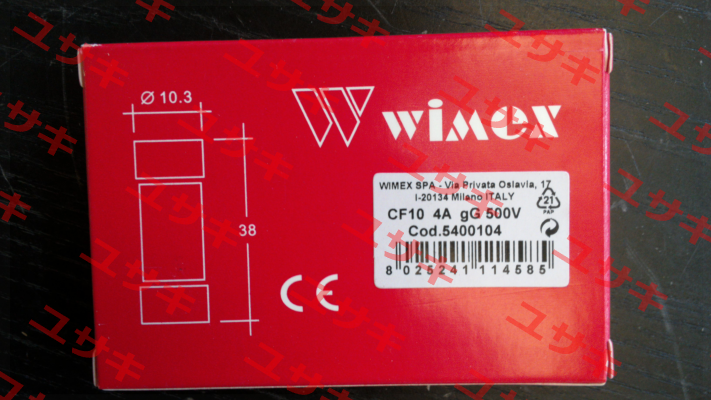 Ø 10.3
wimex
38
WIMEX SPA - Via Privata Oslavia, 17
I-20134 Milano ITALY
21
PAP
CF10 4A gG 500V
Cod.5400104
8 025241 114585
CE
ユサキ